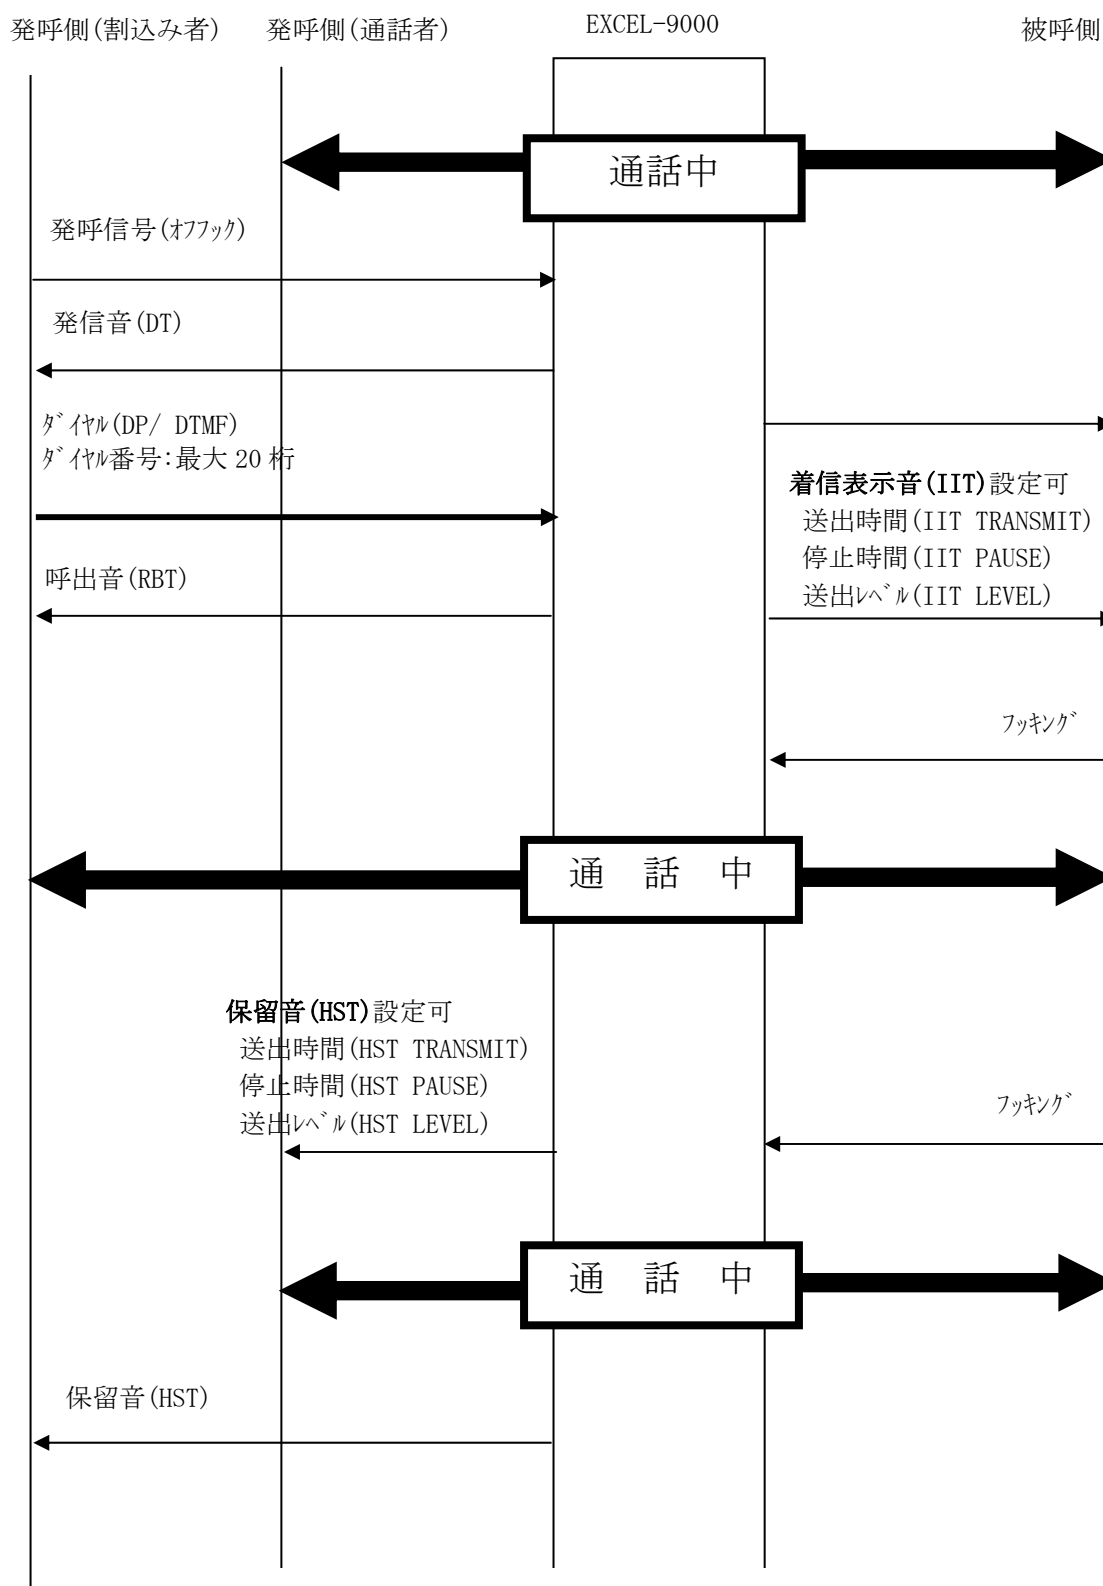 発呼側(割込み者)
発呼側(通話者)
EXCEL-9000
被呼側
通話中
発呼信号(ｵﾌﾌｯｸ)
発信音(DT)
ﾀﾞｲﾔﾙ(DP/ DTMF)
ﾀﾞｲﾔﾙ番号:最大 20 桁
着信表示音(IIT)設定可
送出時間(IIT TRANSMIT)
停止時間(IIT PAUSE)
送出ﾚﾍﾞﾙ(IIT LEVEL)
呼出音(RBT)
ﾌｯｷﾝｸﾞ
通 話 中
保留音(HST)設定可
送出時間(HST TRANSMIT)
停止時間(HST PAUSE)
送出ﾚﾍﾞﾙ(HST LEVEL)
ﾌｯｷﾝｸﾞ
通 話 中
保留音(HST)